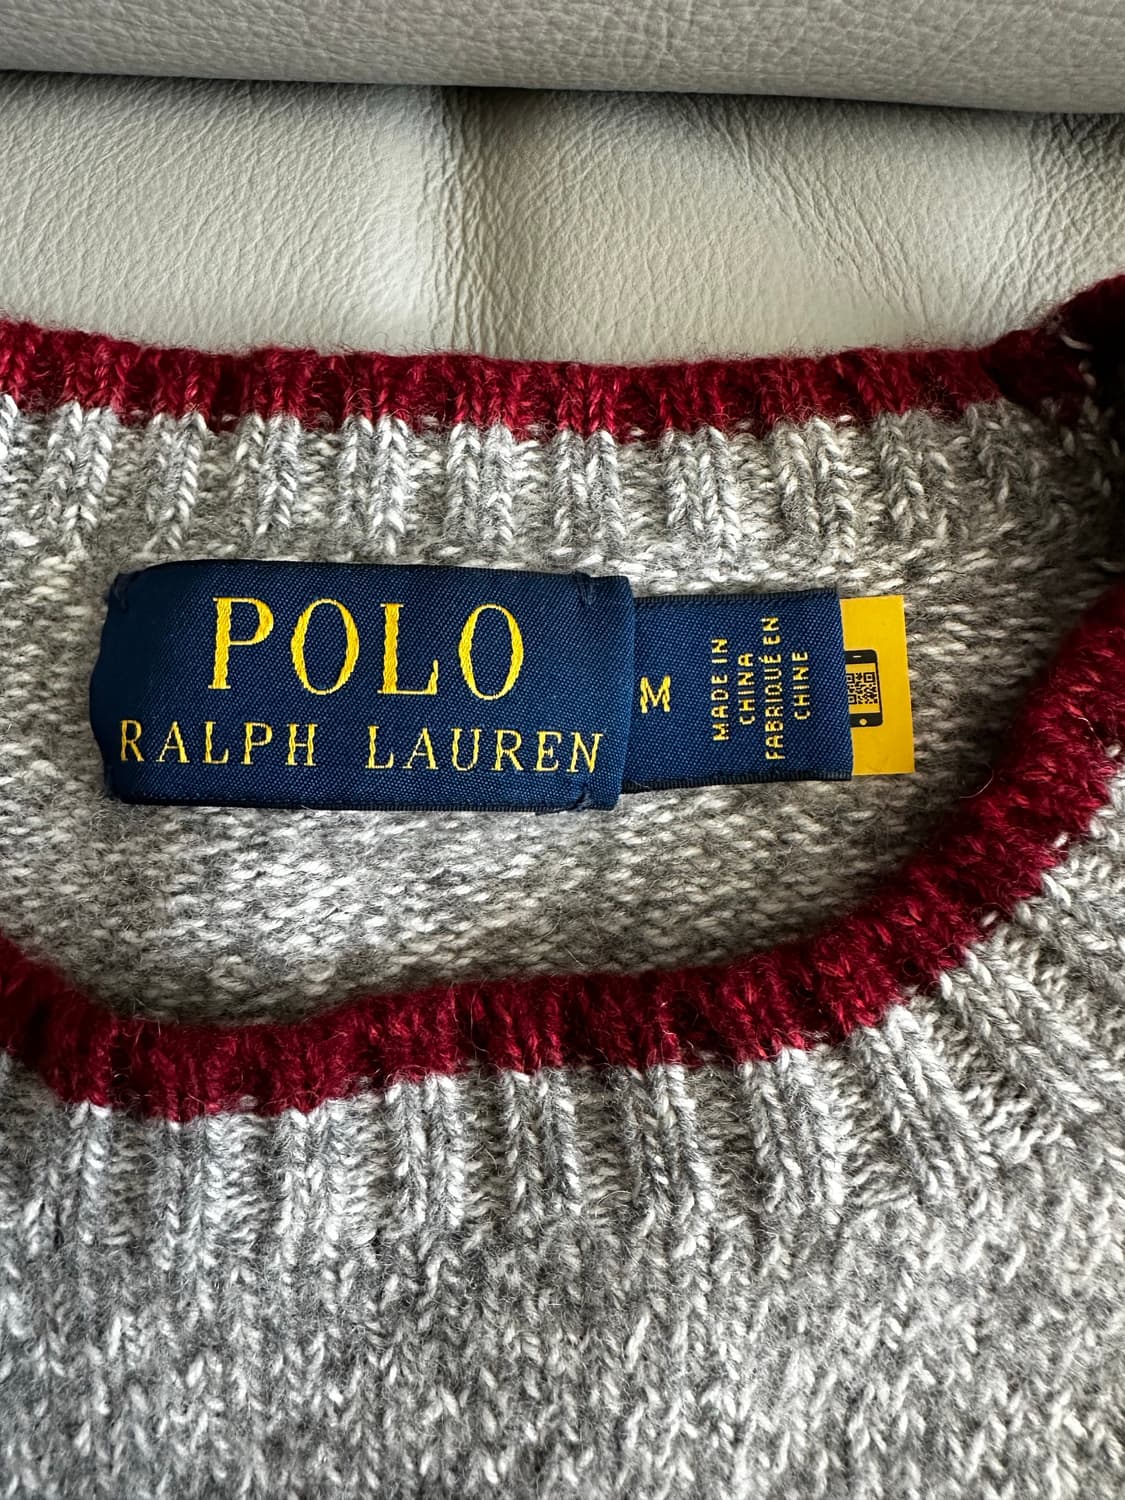 POLO
RALPH LAUREN
M
MADE IN
CHINA
FABRIQUÉ EN
CHINE